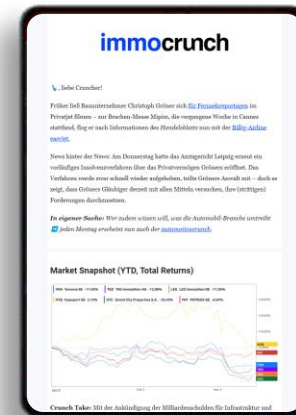 immocrunch
, liebe Cruncher!
Früher ließ Bauunternehmer Christoph Gröner sich für Fernsehreportagen im
Privatjet filmen – zur Branchen-Messe Mipim, die vergangene Woche in Cannes
stattfand, flog er nach Informationen des Handelsblatts nun mit der Billig-Airline
easyJet.
News hinter der News: Am Donnerstag hatte das Amtsgericht Leipzig erneut ein
vorläufiges Insolvenzverfahren über das Privatvermögen Gröners eröffnet. Das
Verfahren wurde zwar schnell wieder aufgehoben, teilte Gröners Anwalt mit – doch es
zeigt, dass Gröners Gläubiger derzeit mit allen Mitteln versuchen, ihre (strittigen)
Forderungen durchzusetzen.
In eigener Sache: Wer zudem wissen will, was die Automobil-Branche umtreibt
jeden Montag erscheint nun auch der automoticrunch.
Market Snapshot (YTD, Total Returns)
Crunch Take: Mit der Ankündigung der Milliardenschulden für Infrastruktur und